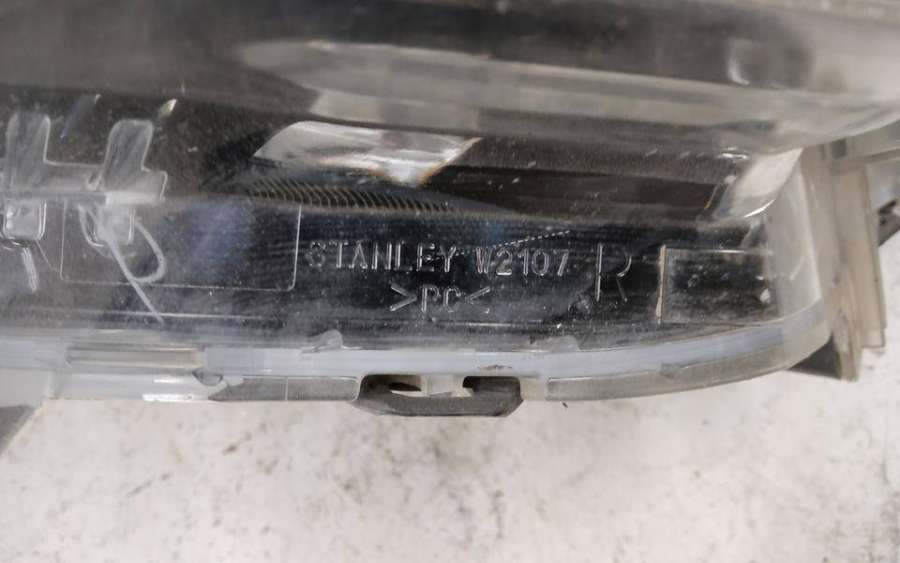 STANLEY W2107 R
>PC<